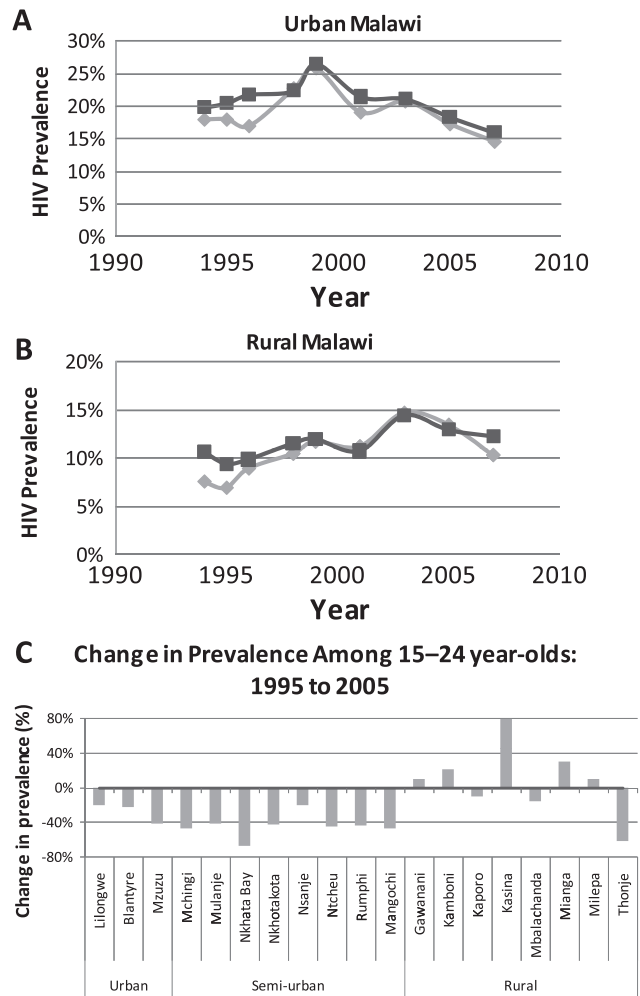 A
Urban Malawi
30%
25%
20%
15%
10%
5%
0%
HIV Prevalence
1990 1995 2000 2005 2010
Year
B
Rural Malawi
20%
15%
10%
5%
0%
HIV Prevalence
1990 1995 2000 2005 2010
Year
C Change in Prevalence Among 15–24 year-olds:
1995 to 2005
Change in prevalence (%)
80%
40%
0%
-40%
-80%
Lilongwe
Blantyre
Mzuzu
Mchingi
Mulanje
Nkhata Bay
Nkhotakota
Nsanje
Ntcheu
Rumphi
Mangochi
Gawanani
Kamboni
Kaporo
Kasina
Mbalachanda
Mianga
Milepa
Thonje
Urban Semi-urban Rural